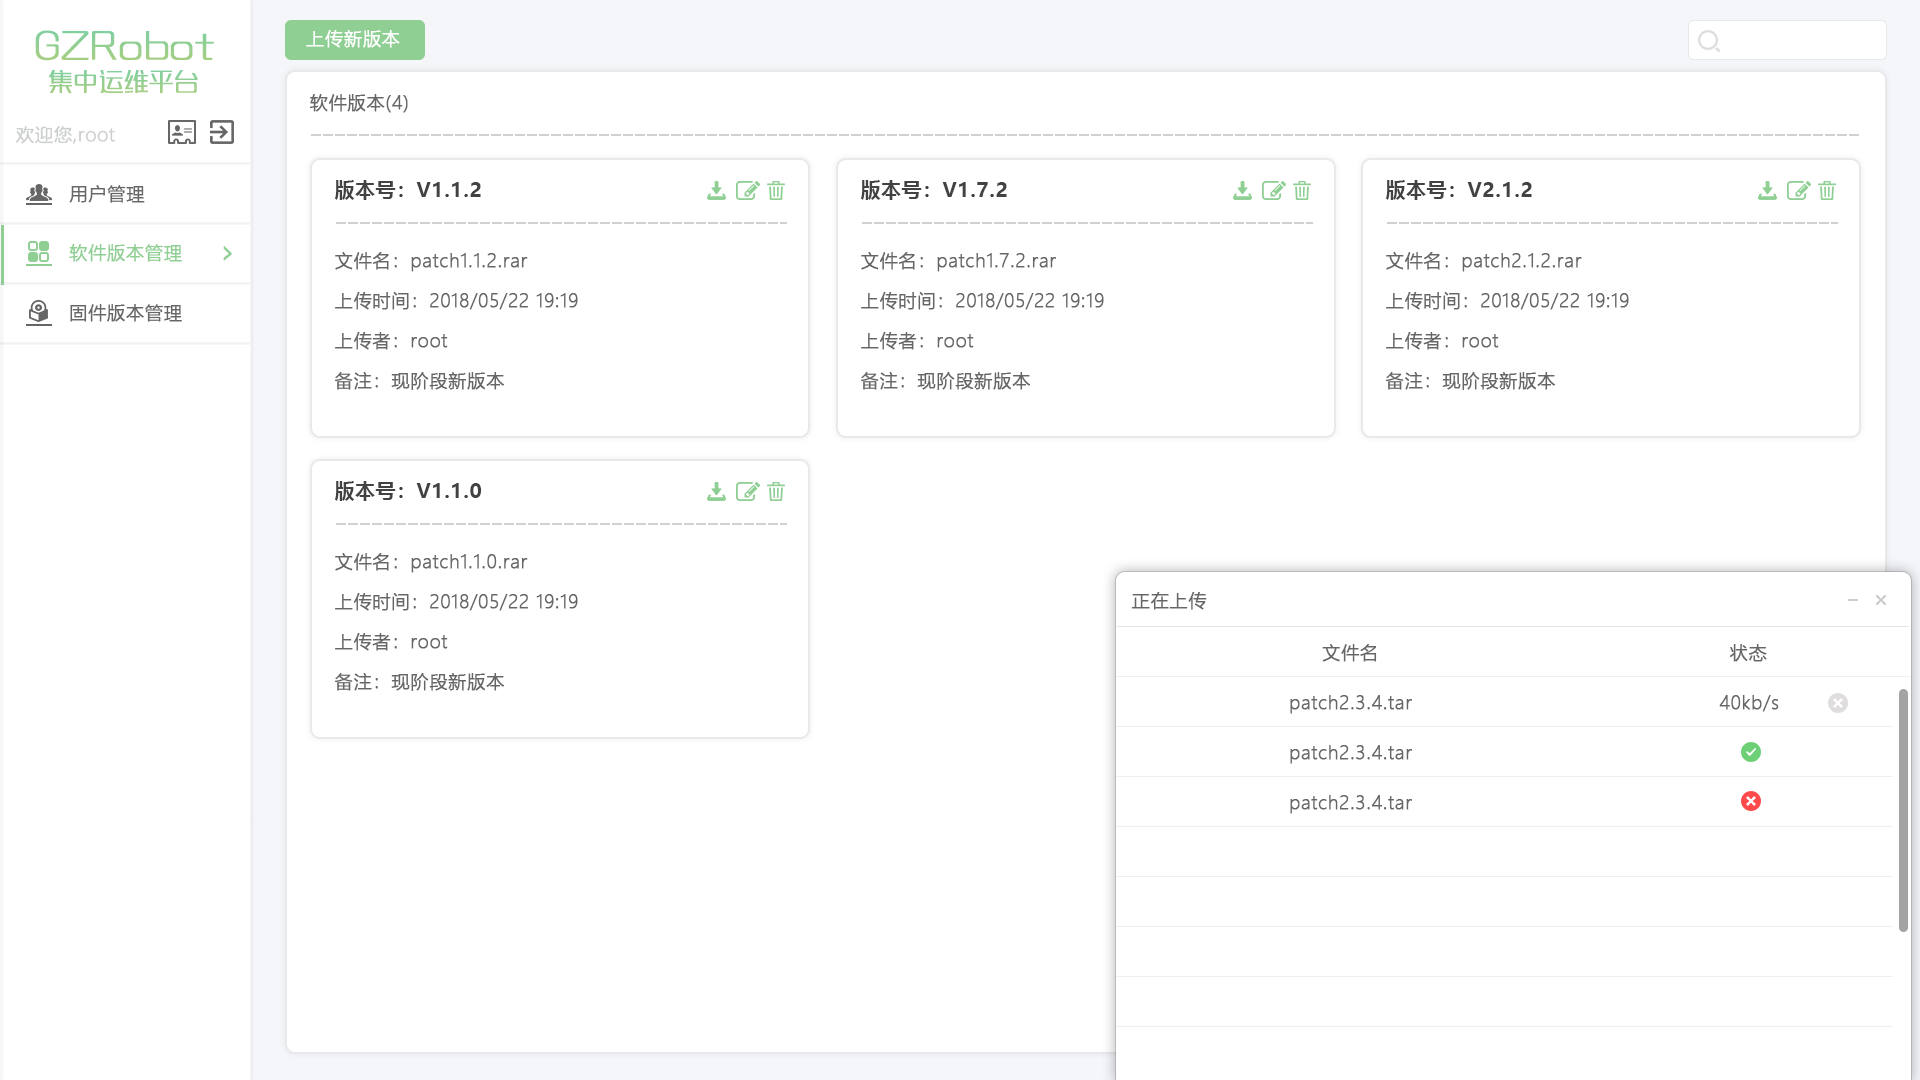 GZRobot
集中运维平台
欢迎您,root
用户管理
软件版本管理
固件版本管理
上传新版本
软件版本(4)
版本号：V1.1.2
文件名：patch1.1.2.rar
上传时间：2018/05/22 19:19
上传者：root
备注：现阶段新版本
版本号：V1.7.2
文件名：patch1.7.2.rar
上传时间：2018/05/22 19:19
上传者：root
备注：现阶段新版本
版本号：V2.1.2
文件名：patch2.1.2.rar
上传时间：2018/05/22 19:19
上传者：root
备注：现阶段新版本
版本号：V1.1.0
文件名：patch1.1.0.rar
上传时间：2018/05/22 19:19
上传者：root
备注：现阶段新版本
正在上传
文件名 状态
patch2.3.4.tar 40kb/s
patch2.3.4.tar
patch2.3.4.tar